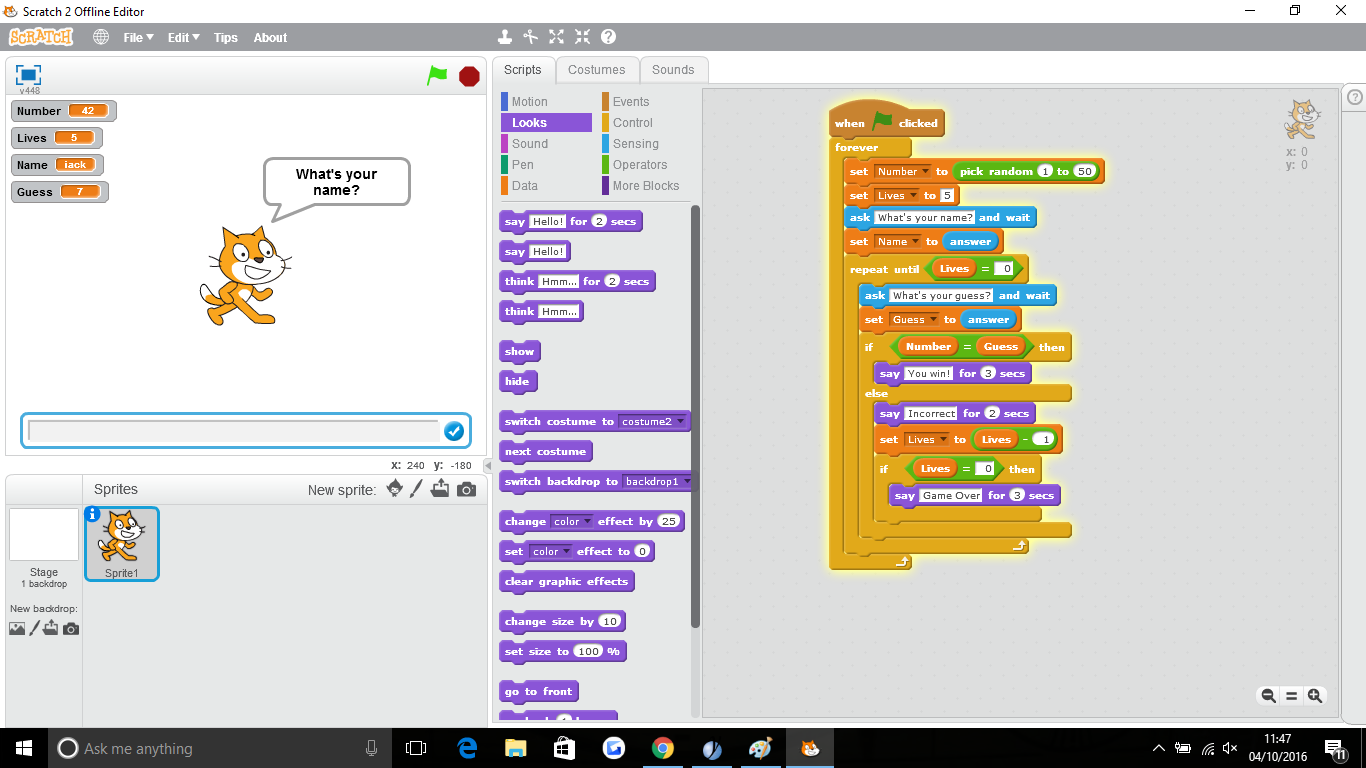 Scratch 2 Offline Editor
SCRATCH File Edit Tips About
v448
Number 42
Lives 5
Name iack
Guess 7
What's your
name?
x: 240 y: -180
Sprites New sprite:
Stage
1 backdrop
New backdrop:
Sprite1
Scripts Costumes Sounds
Motion Events
Looks Control
Sound Sensing
Pen Operators
Data More Blocks
say Hello! for 2 secs
say Hello!
think Hmm... for 2 secs
think Hmm...
show
hide
switch costume to costume2
next costume
switch backdrop to backdrop1
change color effect by 25
set color effect to 0
clear graphic effects
change size by 10
set size to 100 %
go to front
when clicked
forever
set Number to pick random 1 to 50
set Lives to 5
ask What's your name? and wait
set Name to answer
repeat until Lives = 0
ask What's your guess? and wait
set Guess to answer
if Number = Guess then
say You win! for 3 secs
else
say Incorrect for 2 secs
set Lives to Lives - 1
if Lives = 0 then
say Game Over for 3 secs
x: 0
y: 0
Ask me anything
11:47
04/10/2016
11